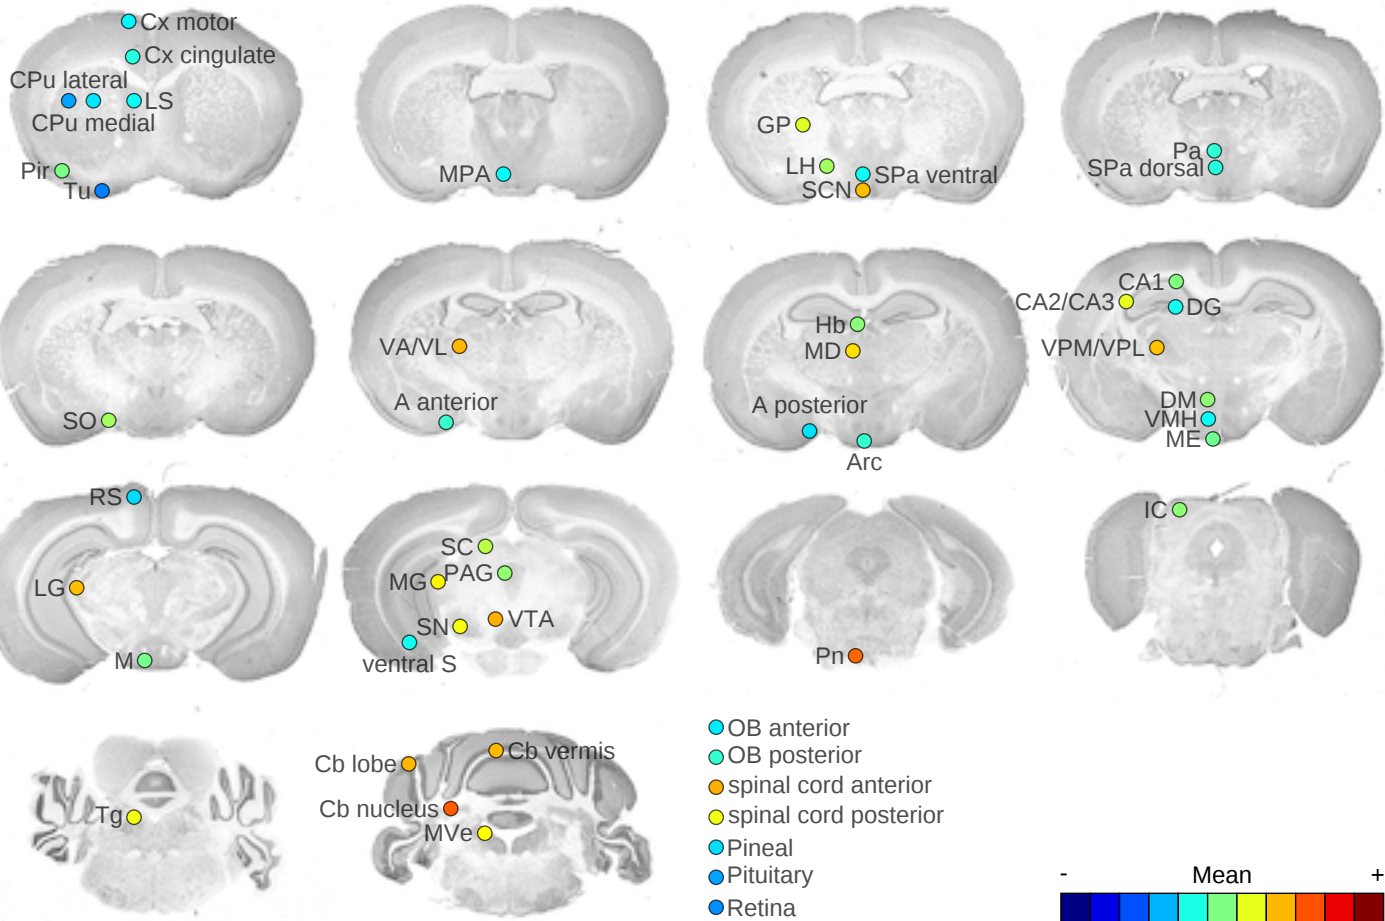 Cx motor
Cx cingulate
CPu lateral
LS
CPu medial
Pir
Tu
MPA
GP
LH
SPa ventral
SCN
Pa
SPa dorsal
SO
VA/VL
A anterior
Hb
MD
A posterior
Arc
CA1
CA2/CA3
DG
VPM/VPL
DM
VMH
ME
RS
LG
M
SC
PAG
MG
VTA
SN
ventral S
Pn
IC
Tg
Cb vermis
Cb lobe
Cb nucleus
MVe
OB anterior
OB posterior
spinal cord anterior
spinal cord posterior
Pineal
Pituitary
Retina
- Mean +